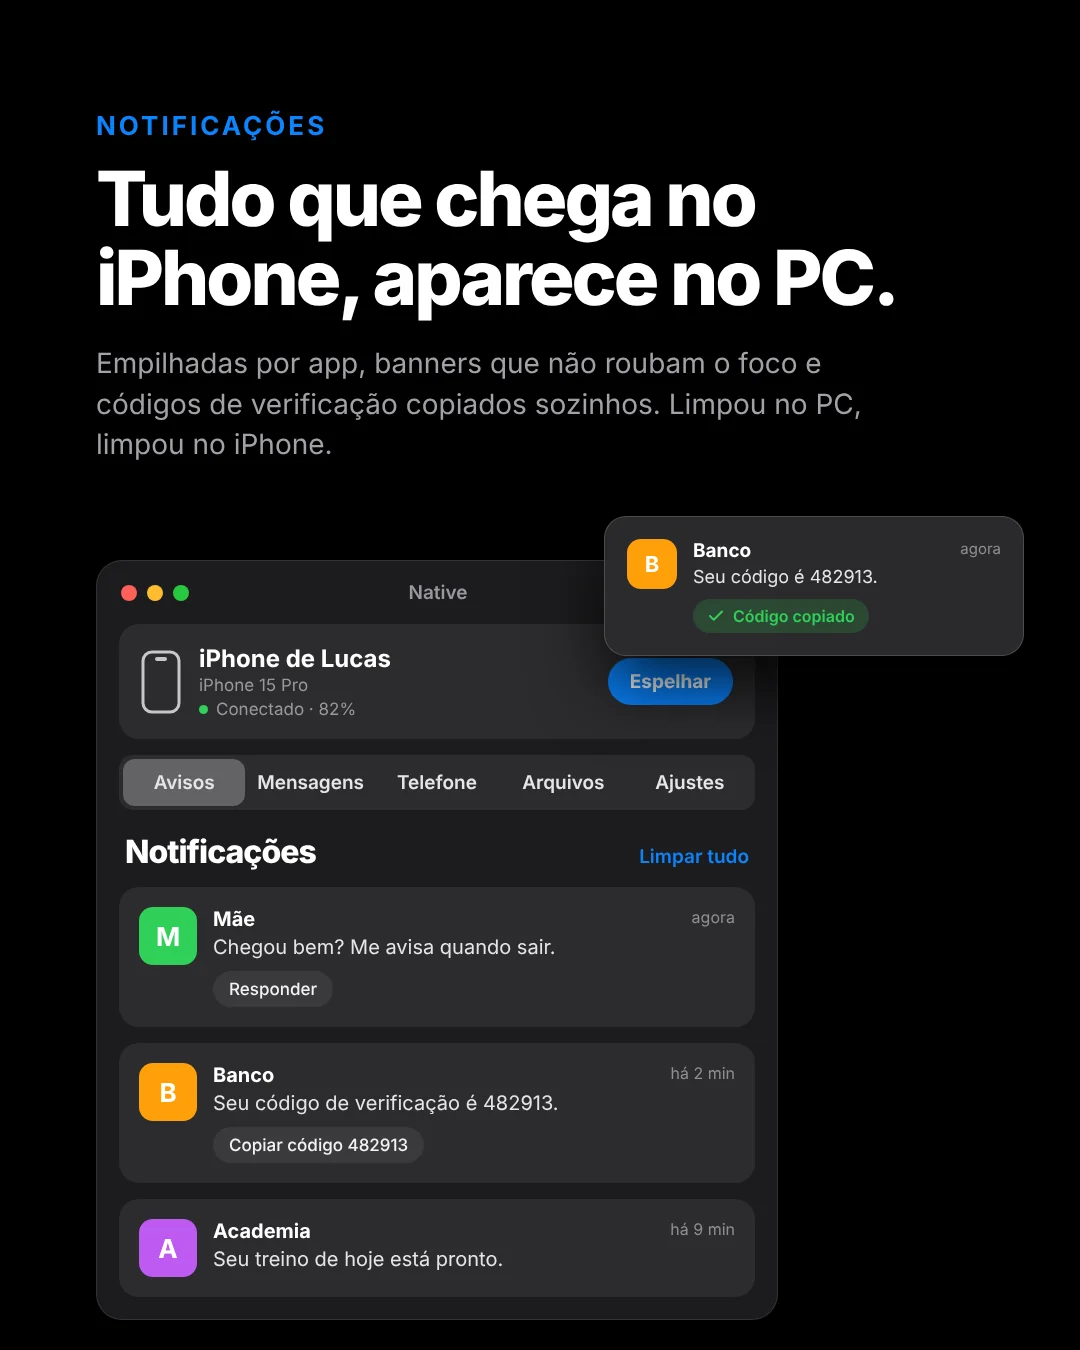 NOTIFICAÇÕES
Tudo que chega no
iPhone, aparece no PC.
Empilhadas por app, banners que não roubam o foco e
códigos de verificação copiados sozinhos. Limpou no PC,
limpou no iPhone.
B
Banco
agora
Seu código é 482913.
Código copiado
Native
iPhone de Lucas
iPhone 15 Pro
Conectado · 82%
Espelhar
Avisos
Mensagens
Telefone
Arquivos
Ajustes
Notificações
Limpar tudo
M
Mãe
agora
Chegou bem? Me avisa quando sair.
Responder
B
Banco
há 2 min
Seu código de verificação é 482913.
Copiar código 482913
A
Academia
há 9 min
Seu treino de hoje está pronto.